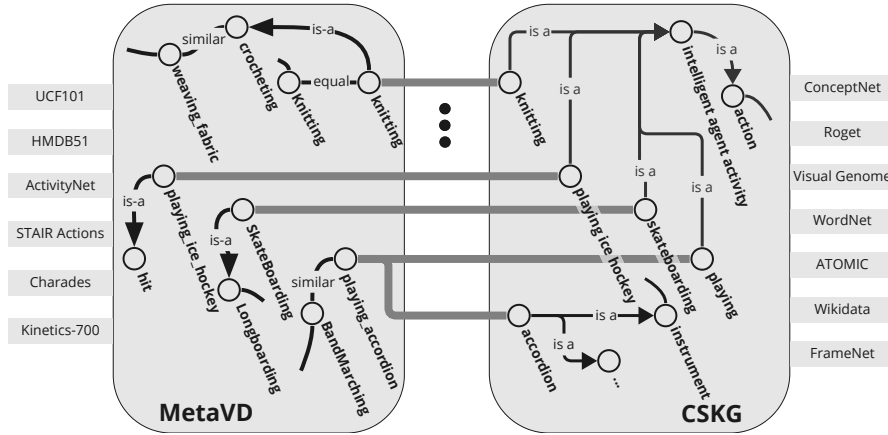 UCF101
HMDB51
ActivityNet
STAIR Actions
Charades
Kinetics-700
similar
is-a
crocheting
weaving_fabric
equal
Knitting
knitting
is-a
playing_ice_hockey
hit
is-a
SkateBoarding
Longboarding
similar
playing_accordion
BandMarching
MetaVD
is a
is a
intelligent agent activity
action
knitting
is a
is a
is a
playing ice hockey
skateboarding
playing
is a
is a
accordion
instrument
...
CSKG
ConceptNet
Roget
Visual Genome
WordNet
ATOMIC
Wikidata
FrameNet